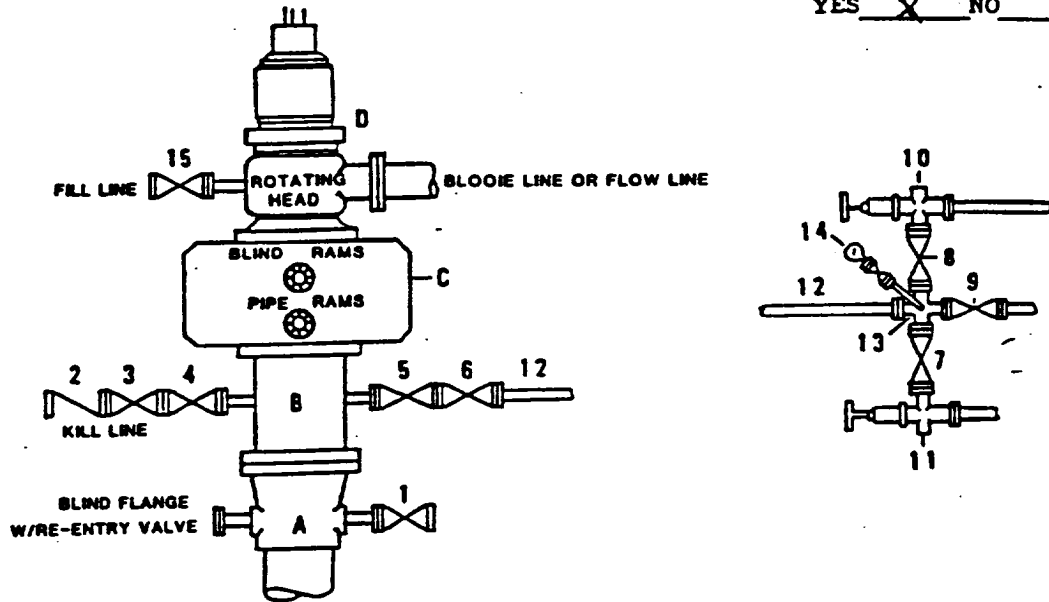 YES X NO
D
15
FILL LINE
ROTATING
HEAD
BLOOIE LINE OR FLOW LINE
BLIND RAMS
C
PIPE RAMS
2 3 4
B
5 6 12
KILL LINE
BLIND FLANGE
W/RE-ENTRY VALVE
A
1
10
14
8
12
9
13
7
11